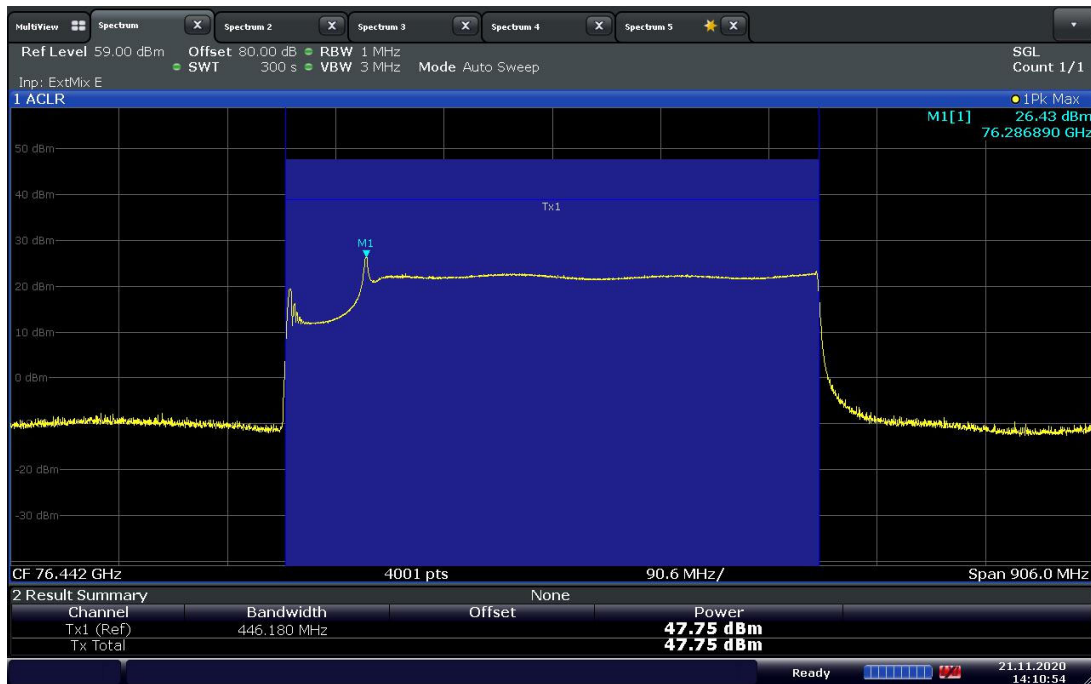 MultiView Spectrum X Spectrum 2 X Spectrum 3 X Spectrum 4 X Spectrum 5 X
Ref Level 59.00 dBm Offset 80.00 dB RBW 1 MHz SGL
SWT 300 s VBW 3 MHz Mode Auto Sweep Count 1/1
Inp: ExtMix E
1 ACLR 1Pk Max
M1[1] 26.43 dBm
76.286890 GHz
50 dBm
40 dBm
Tx1
30 dBm
M1
20 dBm
10 dBm
0 dBm
-20 dBm
-30 dBm
CF 76.442 GHz 4001 pts 90.6 MHz/ Span 906.0 MHz
2 Result Summary None
Channel Bandwidth Offset Power
Tx1 (Ref) 446.180 MHz 47.75 dBm
Tx Total 47.75 dBm
Ready 21.11.2020
14:10:54